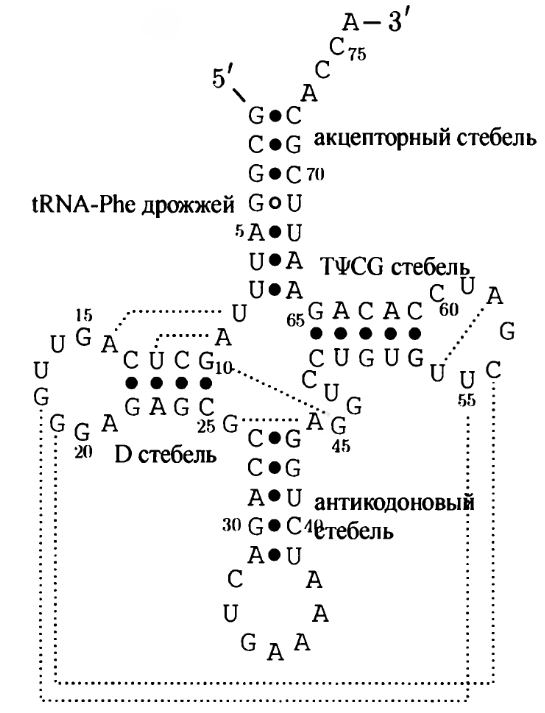 A – 3′
C 75
C
5′
A
G ● C
акцепторный стебель
C ● G
G ● C 70
tRNA-Phe дрожжей
G o U
5 A ● U
U ● A
TΨCG стебель
U ● A
U
A
65 G A C A C C 60 U A G C
C U G U G U U 55
15
U U G A C U C G 10
G G G A G A G C 25 G
20
D стебель
C U G G 45 A
C ● G
C ● G
A ● U
антикодоновый
30 G ● C 40
стебель
A ● U
C A
U A
G A A